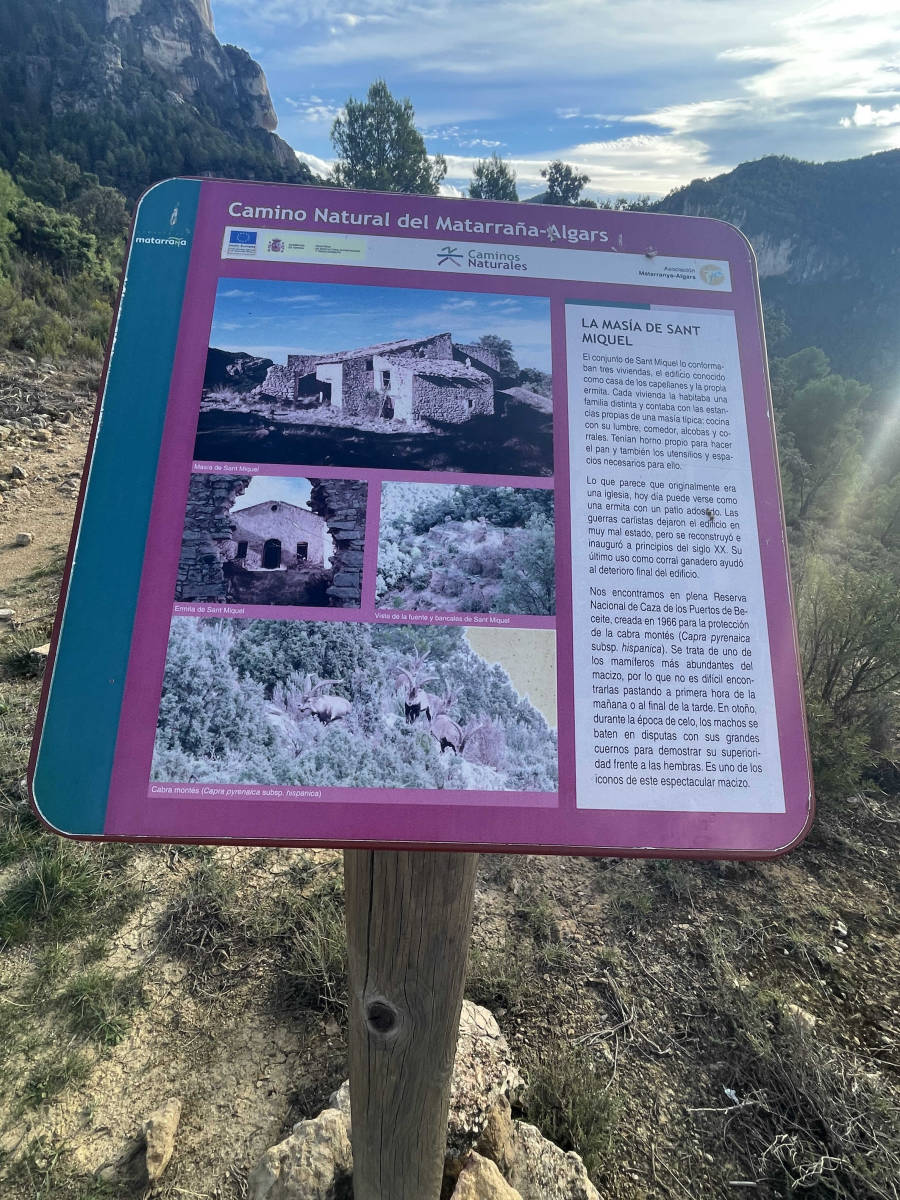 Camino Natural del Matarraña-Algars
matarraña
Caminos
Naturales
Asociación
Matarranya-Algars
LA MASÍA DE SANT
MIQUEL
El conjunto de Sant Miquel lo conforma-
ban tres viviendas, el edificio conocido
como casa de los capellanes y la propia
ermita. Cada vivienda la habitaba una
familia distinta y contaba con las estan-
cias propias de una masía típica: cocina
con su lumbre, comedor, alcobas y co-
rrales. Tenían horno propio para hacer
el pan y también los utensilios y espa-
cios necesarios para ello.
Lo que parece que originalmente era
una iglesia, hoy día puede verse como
una ermita con un patio adosado. Las
guerras carlistas dejaron el edificio en
muy mal estado, pero se reconstruyó e
inauguró a principios del siglo XX. Su
último uso como corral ganadero ayudó
al deterioro final del edificio.
Nos encontramos en plena Reserva
Nacional de Caza de los Puertos de Be-
ceite, creada en 1966 para la protección
de la cabra montés (Capra pyrenaica
subsp. hispanica). Se trata de uno de
los mamíferos más abundantes del
macizo, por lo que no es difícil encon-
trarlas pastando a primera hora de la
mañana o al final de la tarde. En otoño,
durante la época de celo, los machos se
baten en disputas con sus grandes
cuernos para demostrar su superiori-
dad frente a las hembras. Es uno de los
iconos de este espectacular macizo.
Masía de Sant Miquel
Ermita de Sant Miquel
Vista de la fuente y bancales de Sant Miquel
Cabra montés (Capra pyrenaica subsp. hispánica)